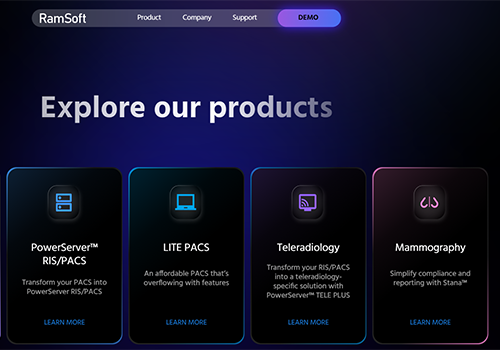 RamSoft Product Company Support DEMO
Explore our products
PowerServer™
RIS/PACS
Transform your PACS into
PowerServer RIS/PACS
LEARN MORE
LITE PACS
An affordable PACS that's
overflowing with features
LEARN MORE
Teleradiology
Transform your RIS/PACS
into a teleradiology-
specific solution with
PowerServer™ TELE PLUS
LEARN MORE
Mammography
Simplify compliance and
reporting with Stana™
LEARN MORE